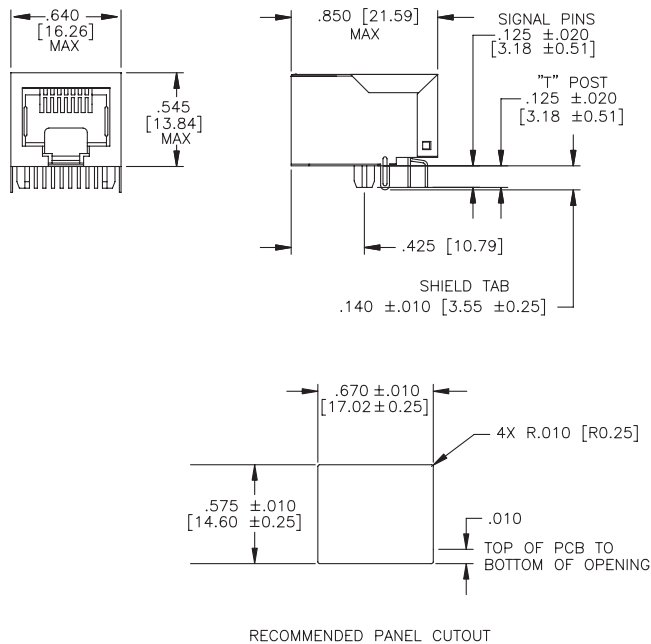 .640
[16.26]
MAX
.545
[13.84]
MAX
.850 [21.59]
MAX
SIGNAL PINS
.125 ±.020
[3.18 ±0.51]
"T" POST
.125 ±.020
[3.18 ±0.51]
.425 [10.79]
SHIELD TAB
.140 ±.010 [3.55 ±0.25]
.670 ±.010
[17.02±0.25]
4X R.010 [R0.25]
.575 ±.010
[14.60 ±0.25]
.010
TOP OF PCB TO
BOTTOM OF OPENING
RECOMMENDED PANEL CUTOUT